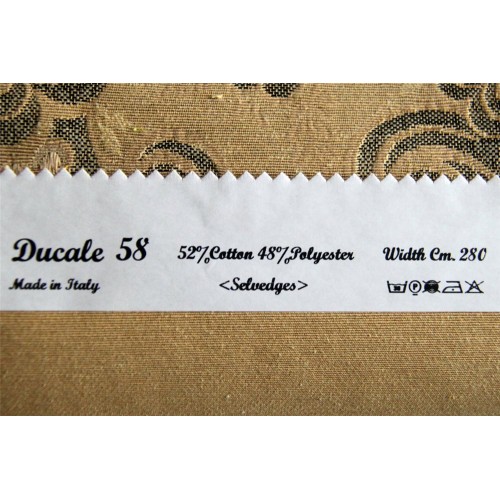 Ducale 58 52%Cotton 48%Polyester Width Cm. 280
Made in Italy <Selvedges>